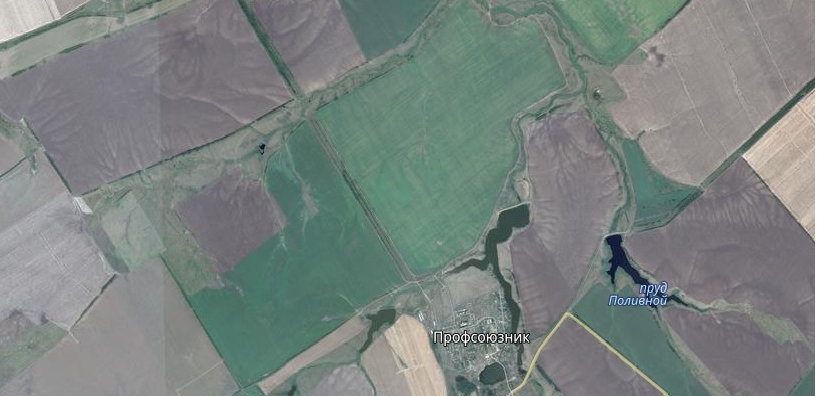 пруд
Поливной
Профсоюзник